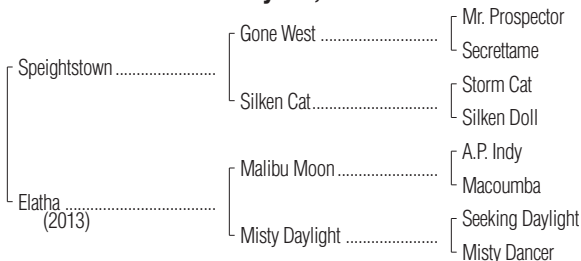 Mr. Prospector
Gone West ..............................
Secrettame
Speightstown .........................
Storm Cat
Silken Cat................................
Silken Doll
A.P. Indy
Malibu Moon .........................
Macoumba
Elatha ......................................
(2013)
Seeking Daylight
Misty Daylight .......................
Misty Dancer